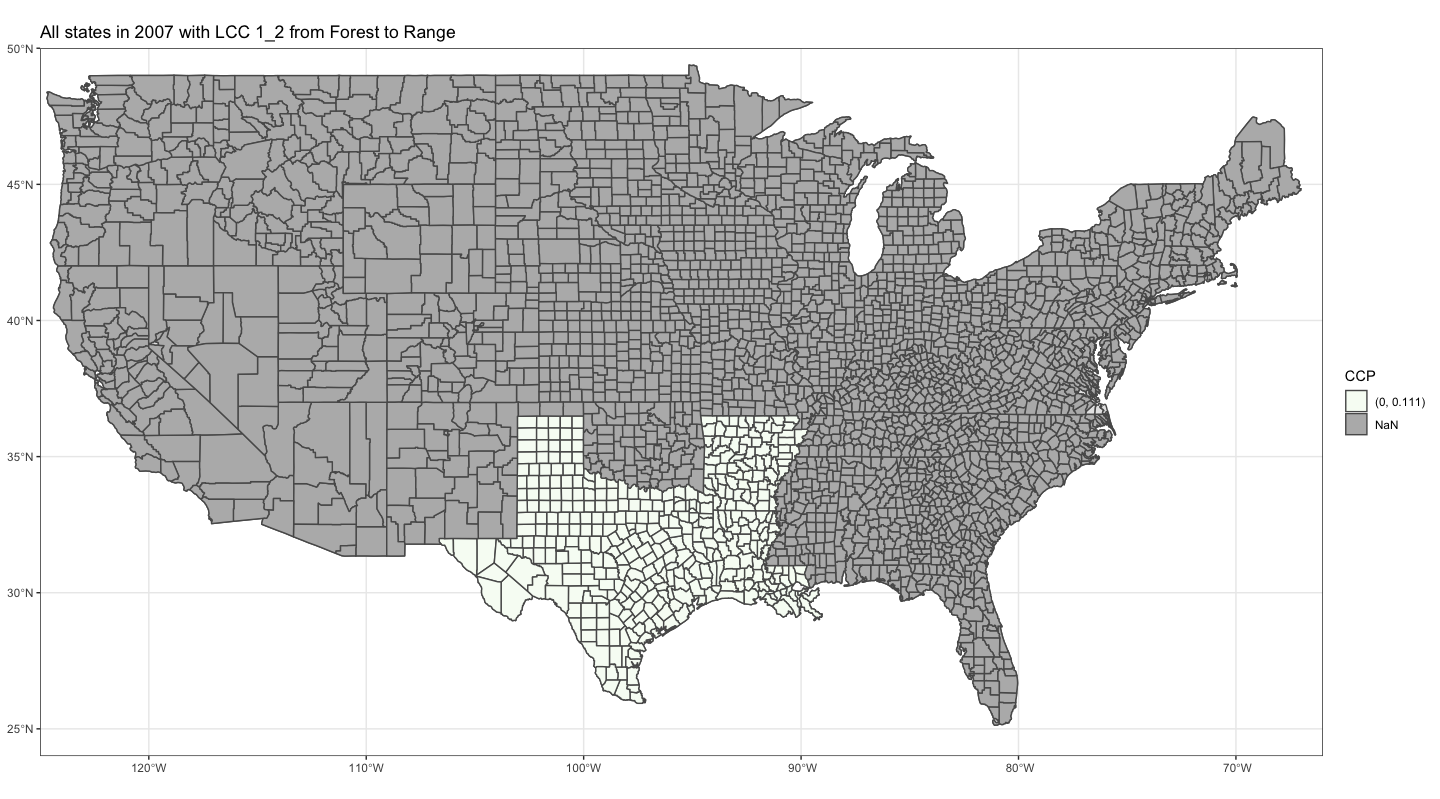 All states in 2007 with LCC 1_2 from Forest to Range
50°N
45°N
40°N
35°N
30°N
25°N
120°W
110°W
100°W
90°W
80°W
70°W
CCP
(0, 0.111)
NaN